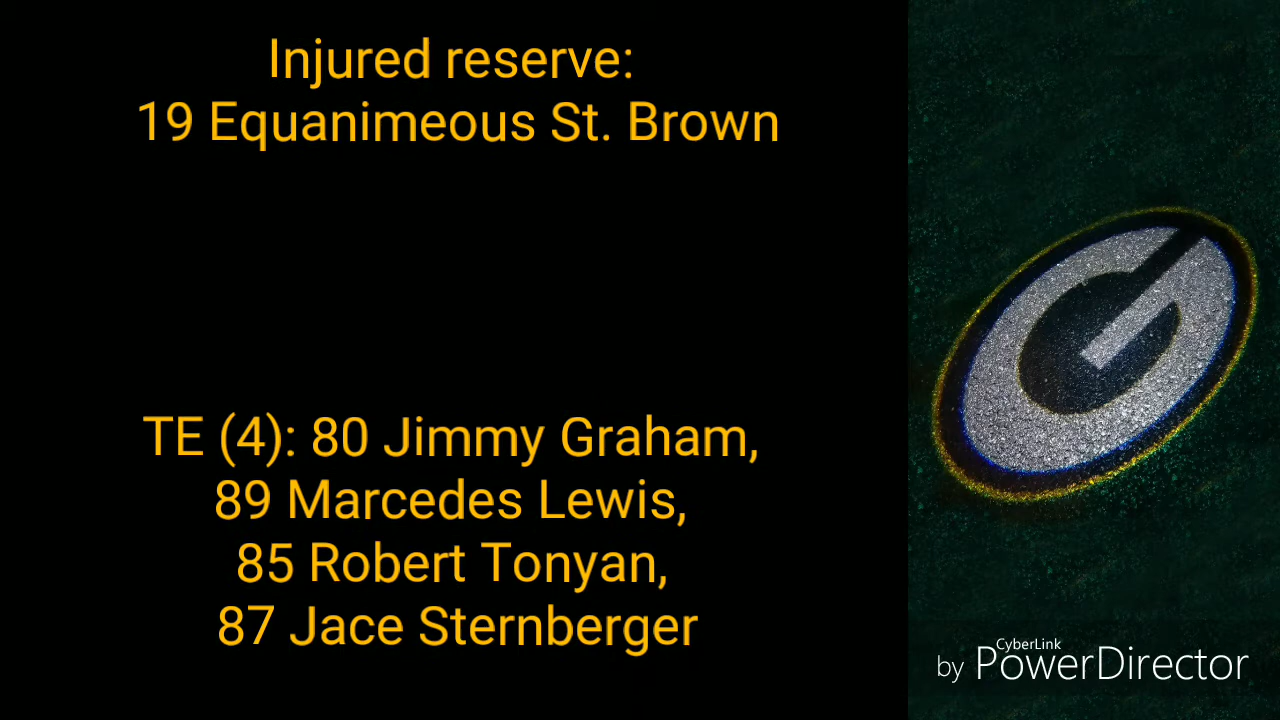 Injured reserve:
19 Equanimeous St. Brown
TE (4): 80 Jimmy Graham,
89 Marcedes Lewis,
85 Robert Tonyan,
87 Jace Sternberger
CyberLink
by PowerDirector